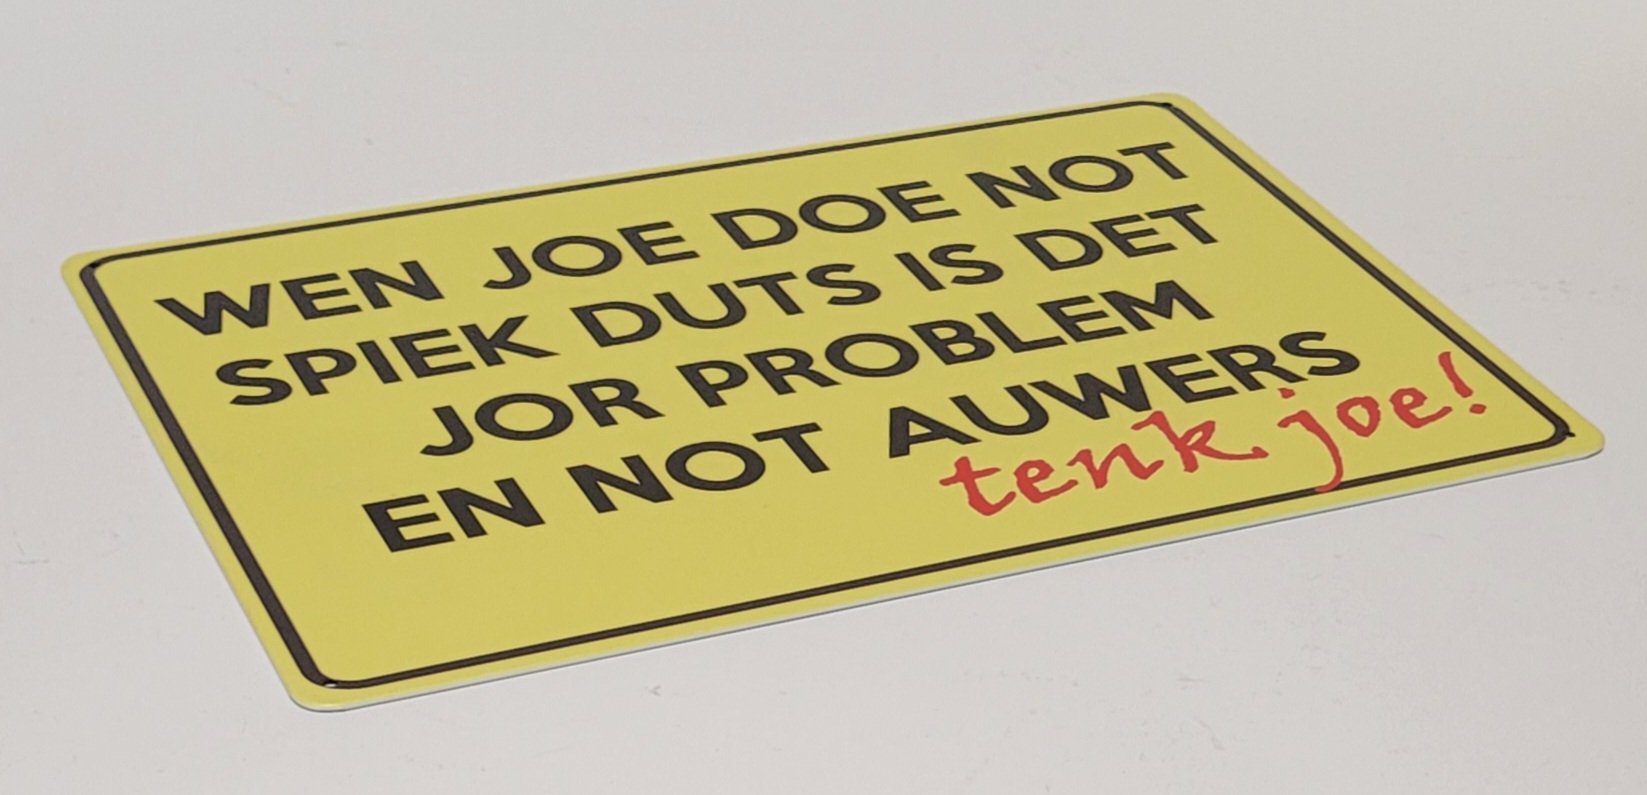 WEN JOE DOE NOT
SPIEK DUTS IS DET
JOR PROBLEM
EN NOT AUWERS
tenk joe!